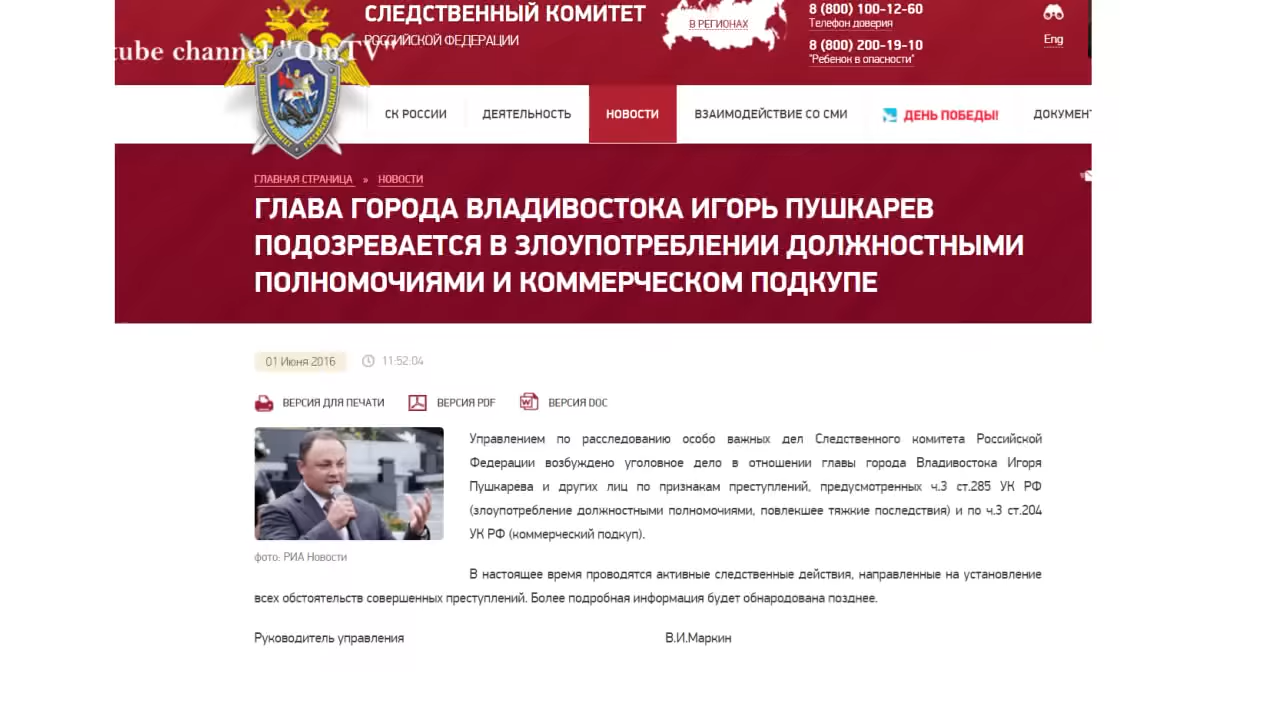 СЛЕДСТВЕННЫЙ КОМИТЕТ
РОССИЙСКОЙ ФЕДЕРАЦИИ
tube channel "OmTV"
В РЕГИОНАХ
8 (800) 100-12-60
Телефон доверия
8 (800) 200-19-10
"Ребенок в опасности"
Eng
СК РОССИИ
ДЕЯТЕЛЬНОСТЬ
НОВОСТИ
ВЗАИМОДЕЙСТВИЕ СО СМИ
ДЕНЬ ПОБЕДЫ!
ДОКУМЕНТ
ГЛАВНАЯ СТРАНИЦА » НОВОСТИ
ГЛАВА ГОРОДА ВЛАДИВОСТОКА ИГОРЬ ПУШКАРЕВ
ПОДОЗРЕВАЕТСЯ В ЗЛОУПОТРЕБЛЕНИИ ДОЛЖНОСТНЫМИ
ПОЛНОМОЧИЯМИ И КОММЕРЧЕСКОМ ПОДКУПЕ
01 Июня 2016 11:52:04
ВЕРСИЯ ДЛЯ ПЕЧАТИ ВЕРСИЯ PDF ВЕРСИЯ DOC
Управлением по расследованию особо важных дел Следственного комитета Российской
Федерации возбуждено уголовное дело в отношении главы города Владивостока Игоря
Пушкарева и других лиц по признакам преступлений, предусмотренных ч.3 ст.285 УК РФ
(злоупотребление должностными полномочиями, повлекшее тяжкие последствия) и по ч.3 ст.204
УК РФ (коммерческий подкуп).
фото: РИА Новости
В настоящее время проводятся активные следственные действия, направленные на установление
всех обстоятельств совершенных преступлений. Более подробная информация будет обнародована позднее.
Руководитель управления В.И.Маркин